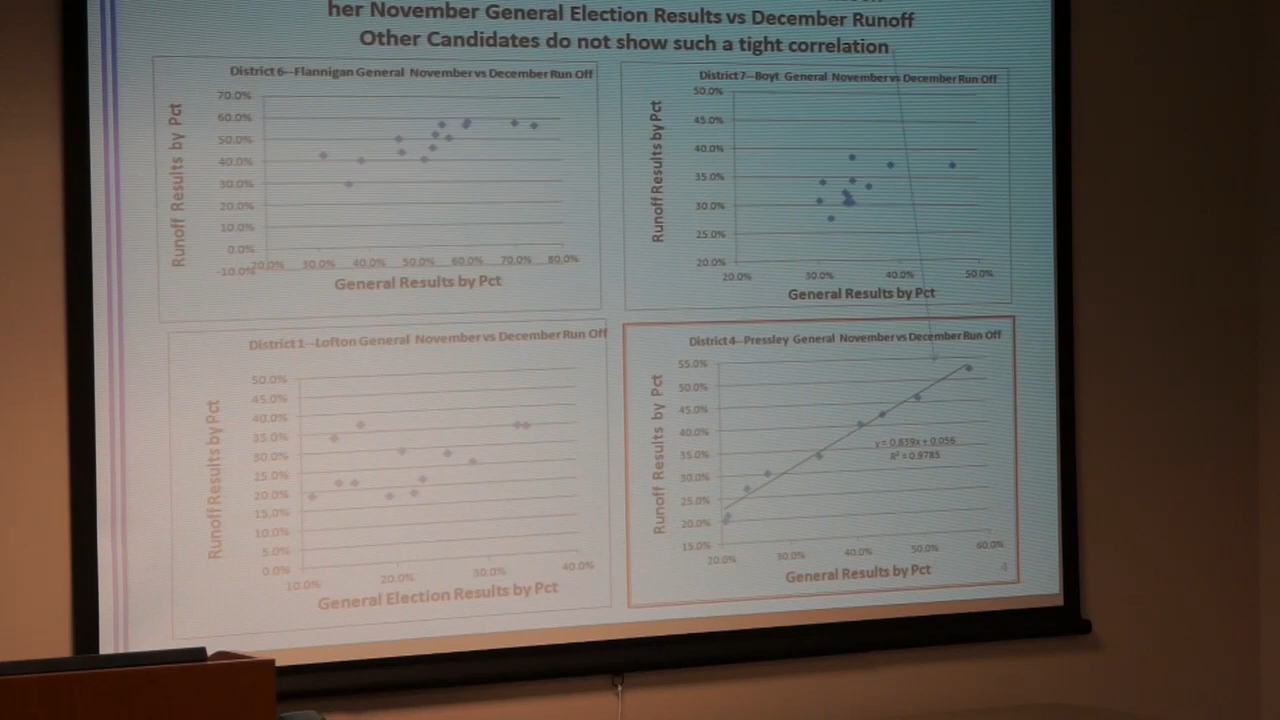 her November General Election Results vs December Runoff
Other Candidates do not show such a tight correlation
District 6--Flannigan General November vs December Run Off
Runoff Results by Pct
70.0%
60.0%
50.0%
40.0%
30.0%
20.0%
10.0%
0.0%
-10.0%
20.0% 30.0% 40.0% 50.0% 60.0% 70.0% 80.0%
General Results by Pct
District 7--Boyt General November vs December Run Off
Runoff Results by Pct
50.0%
45.0%
40.0%
35.0%
30.0%
25.0%
20.0%
20.0% 30.0% 40.0% 50.0%
General Results by Pct
District 1--Lofton General November vs December Run Off
Runoff Results by Pct
50.0%
45.0%
40.0%
35.0%
30.0%
25.0%
20.0%
15.0%
10.0%
5.0%
0.0%
10.0% 20.0% 30.0% 40.0%
General Election Results by Pct
District 4--Pressley General November vs December Run Off
Runoff Results by Pct
55.0%
50.0%
45.0%
40.0%
35.0%
30.0%
25.0%
20.0%
15.0%
y = 0.839x + 0.056
R² = 0.9785
20.0% 30.0% 40.0% 50.0% 60.0%
General Results by Pct
4